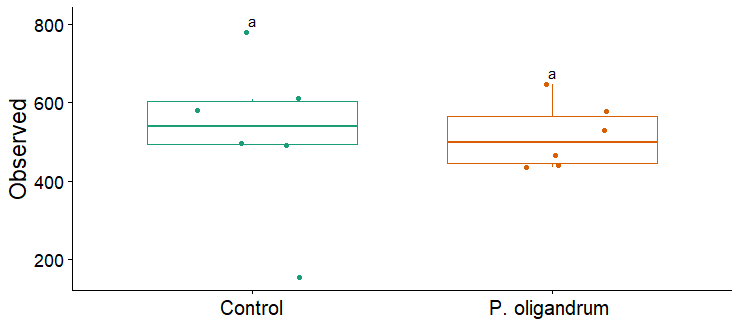 Observed
800
600
400
200
a
a
Control
P. oligandrum